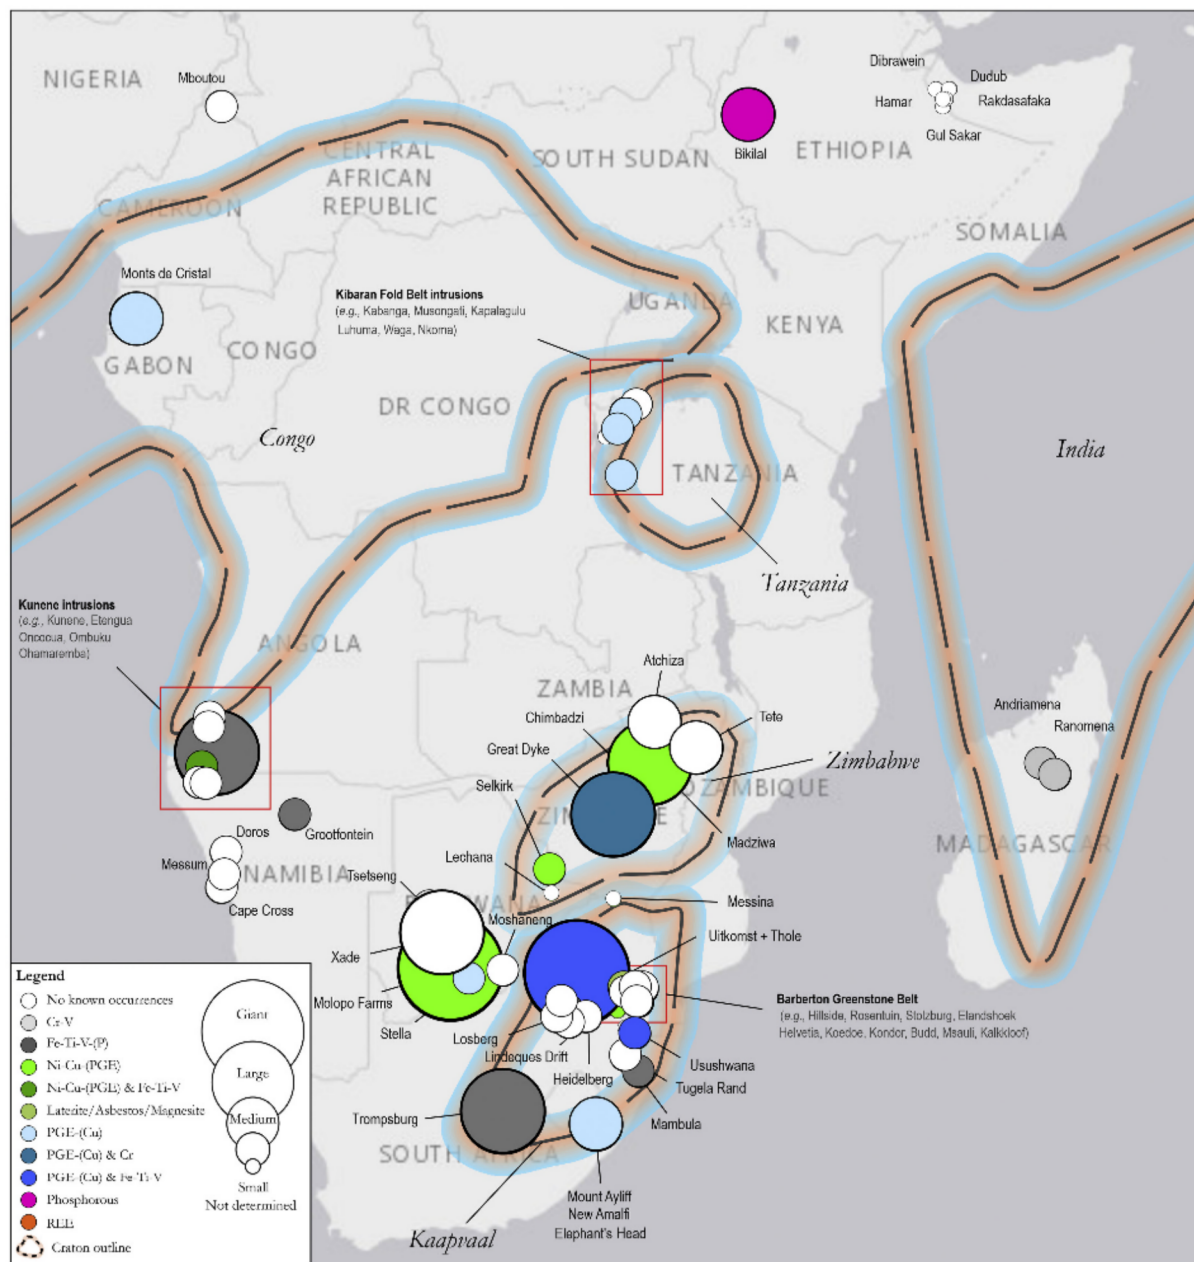 NIGERIA
Mboutou
Dibrawein
Dudub
Hamar
Rakdasafaka
Gul Sakar
CENTRAL
AFRICAN
REPUBLIC
SOUTH SUDAN
Bikilal
ETHIOPIA
CAMEROON
SOMALIA
Monts de Cristal
Kibaran Fold Belt intrusions
(e.g., Kabanga, Musongati, Kapalagulu
Luhuma, Waga, Nkoma)
UGANDA
KENYA
GABON
CONGO
DR CONGO
Congo
India
TANZANIA
Tanzania
Kunene intrusions
(e.g., Kunene, Etengua
Oncocua, Ombuku
Ohamaremba)
ANGOLA
Atchiza
ZAMBIA
Chimbadzi
Tete
Great Dyke
Zimbabwe
Andriamena
Ranomena
Selkirk
MOZAMBIQUE
Doros
Grootfontein
Madziwa
MADAGASCAR
Messum
NAMIBIA
Tsetseng
Lechana
Cape Cross
Messina
Moshaneng
Uitkomst + Thole
Xade
Molopo Farms
Stella
Losberg
Lindeques Drift
Heidelberg
Barberton Greenstone Belt
(e.g., Hillside, Rosentuin, Stolzburg, Elandshoek
Helvetia, Koedoe, Kondor, Budd, Msauli, Kalkkloof)
Usushwana
Tugela Rand
Mambula
Trompsburg
SOUTH AFRICA
Mount Ayliff
New Amalfi
Elephant's Head
Kaapvaal
Legend
No known occurrences
Cr-V
Fe-Ti-V-(P)
Ni-Cu-(PGE)
Ni-Cu-(PGE) & Fe-Ti-V
Laterite/Asbestos/Magnesite
PGE-(Cu)
PGE-(Cu) & Cr
PGE-(Cu) & Fe-Ti-V
Phosphorous
REE
Craton outline
Giant
Large
Medium
Small
Not determined